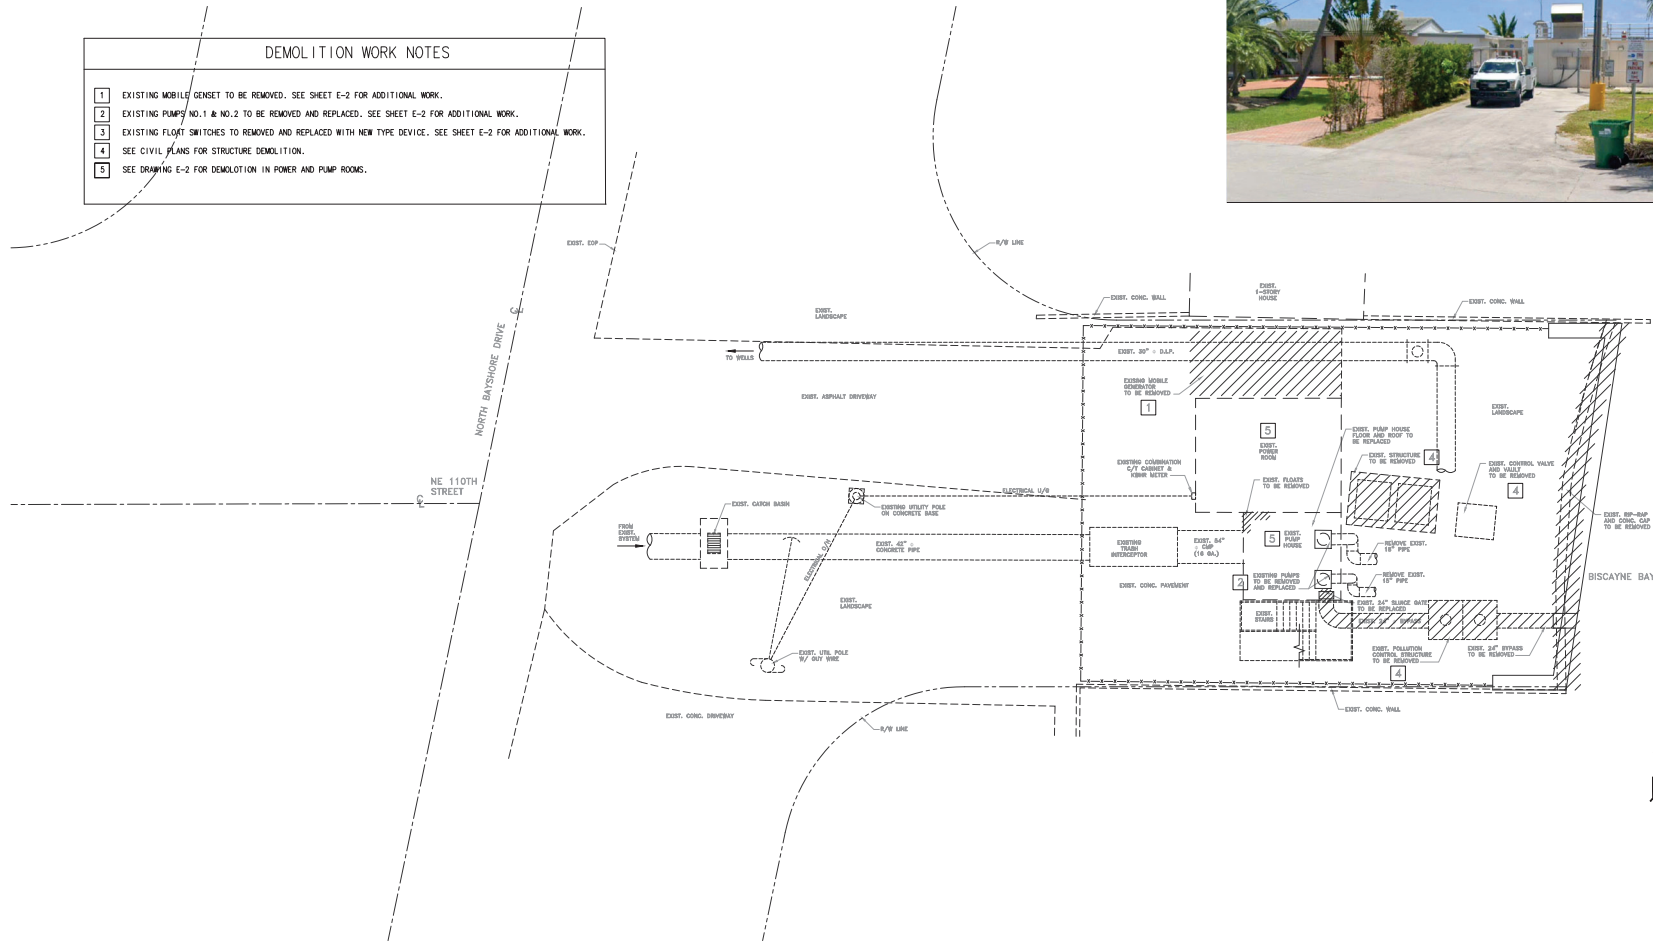 DEMOLITION WORK NOTES
1 EXISTING MOBILE GENSET TO BE REMOVED. SEE SHEET E-2 FOR ADDITIONAL WORK.
2 EXISTING PUMPS NO.1 & NO.2 TO BE REMOVED AND REPLACED. SEE SHEET E-2 FOR ADDITIONAL WORK.
3 EXISTING FLOAT SWITCHES TO REMOVED AND REPLACED WITH NEW TYPE DEVICE. SEE SHEET E-2 FOR ADDITIONAL WORK.
4 SEE CIVIL PLANS FOR STRUCTURE DEMOLITION.
5 SEE DRAWING E-2 FOR DEMOLOTION IN POWER AND PUMP ROOMS.
EXIST. EOP
R/W LINE
EXIST.
LANDSCAPE
EXIST. CONC. WALL
EXIST.
1-STORY
HOUSE
EXIST. CONC. WALL
NORTH BAYSHORE DRIVE
TO WELLS
EXIST. 30" ⌀ D.I.P.
EXIST. ASPHALT DRIVEWAY
EXISTING MOBILE
GENERATOR
TO BE REMOVED
1
5
EXIST.
POWER
ROOM
EXIST. PUMP HOUSE
FLOOR AND ROOF TO
BE REPLACED
EXIST.
LANDSCAPE
EXIST. STRUCTURE
TO BE REMOVED
4
EXIST. CONTROL VALVE
AND VAULT
TO BE REMOVED
4
EXISTING COMBINATION
C/T CABINET &
KWHR METER
EXIST. FLOATS
TO BE REMOVED
NE 110TH
STREET
ELECTRICAL U/G
EXIST. CATCH BASIN
EXISTING UTILITY POLE
ON CONCRETE BASE
EXIST. RIP-RAP
AND CONC. CAP
TO BE REMOVED
FROM
EXIST.
SYSTEM
EXIST. 42" ⌀
CONCRETE PIPE
ELECTRICAL O/H
EXISTING
TRASH
INTERCEPTOR
EXIST. 54"
⌀ CMP
(16 GA.)
5
EXIST.
PUMP
HOUSE
REMOVE EXIST.
15" PIPE
REMOVE EXIST.
15" PIPE
BISCAYNE BAY
EXIST. CONC. PAVEMENT
2
EXISTING PUMPS
TO BE REMOVED
AND REPLACED
EXIST.
LANDSCAPE
EXIST.
STAIRS
EXIST. 24" SLUICE GATE
TO BE REPLACED
EXIST. 24" ⌀ BYPASS
EXIST. UTIL POLE
W/ GUY WIRE
EXIST. POLLUTION
CONTROL STRUCTURE
TO BE REMOVED
4
EXIST. 24" BYPASS
TO BE REMOVED
EXIST. CONC. DRIVEWAY
R/W LINE
EXIST. CONC. WALL